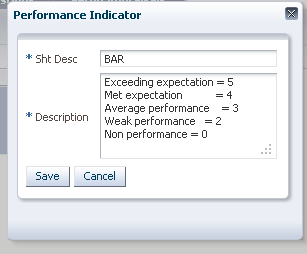 Performance Indicator
* Sht Desc BAR
* Description
Exceeding expectation = 5
Met expectation = 4
Average performance = 3
Weak performance = 2
Non performance = 0
Save Cancel